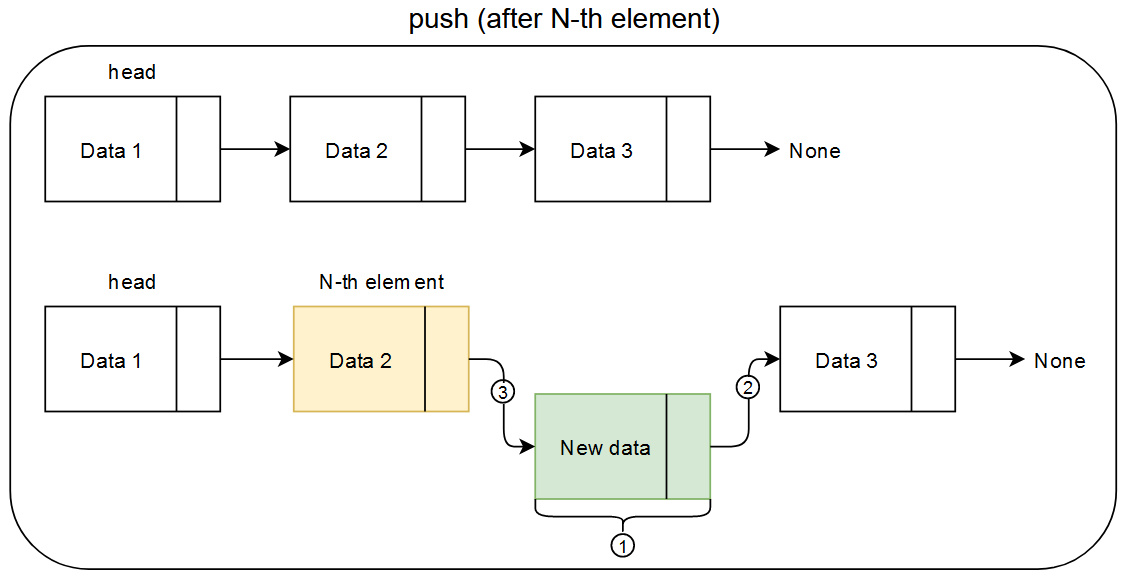 push (after N-th element)
head
Data 1
Data 2
Data 3
None
head
N-th element
Data 1
Data 2
Data 3
None
3
2
New data
1